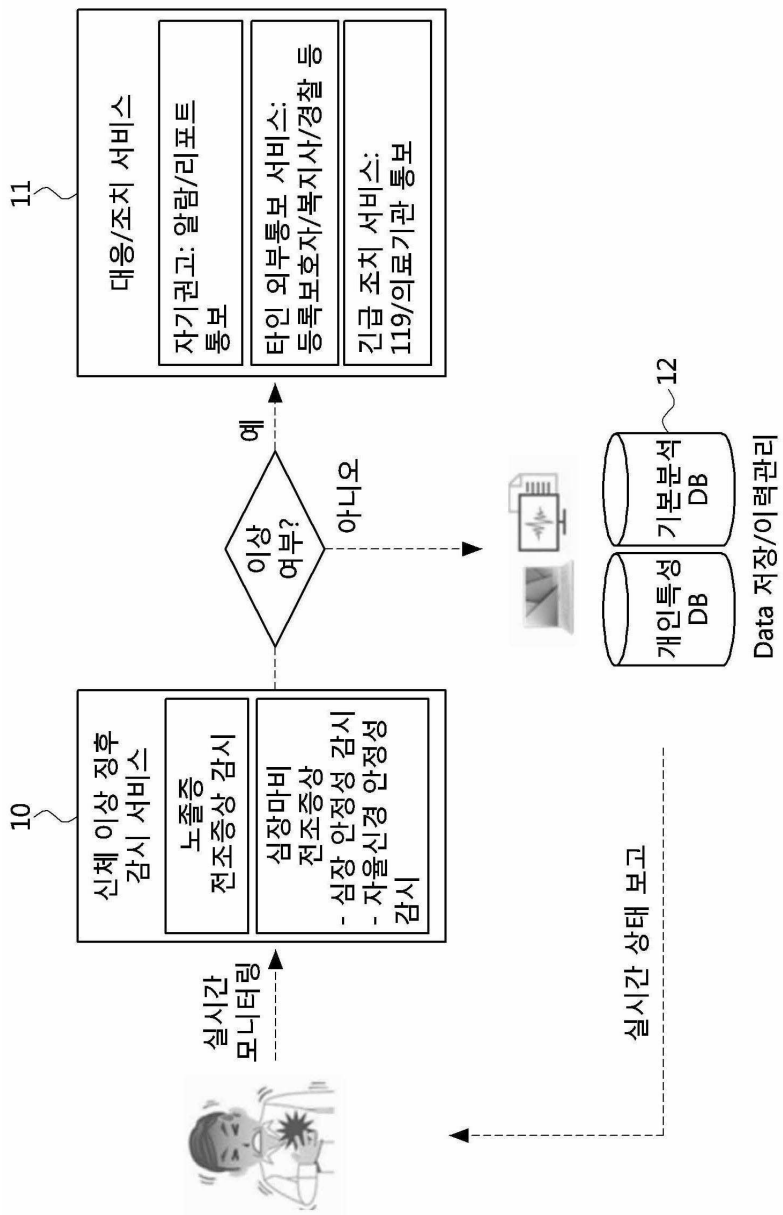 실시간
모니터링
10
신체 이상 징후
감시 서비스
노졸증
전조증상 감시
심장마비
전조증상
- 심장 안정성 감시
- 자율신경 안정성
감시
이상
여부?
예
아니오
11
대응/조치 서비스
자기권고: 알람/리포트
통보
타인 외부통보 서비스:
등록보호자/복지사/경찰 등
긴급 조치 서비스:
119/의료기관 통보
12
개인특성
DB
기본분석
DB
Data 저장/이력관리
실시간 상태 보고